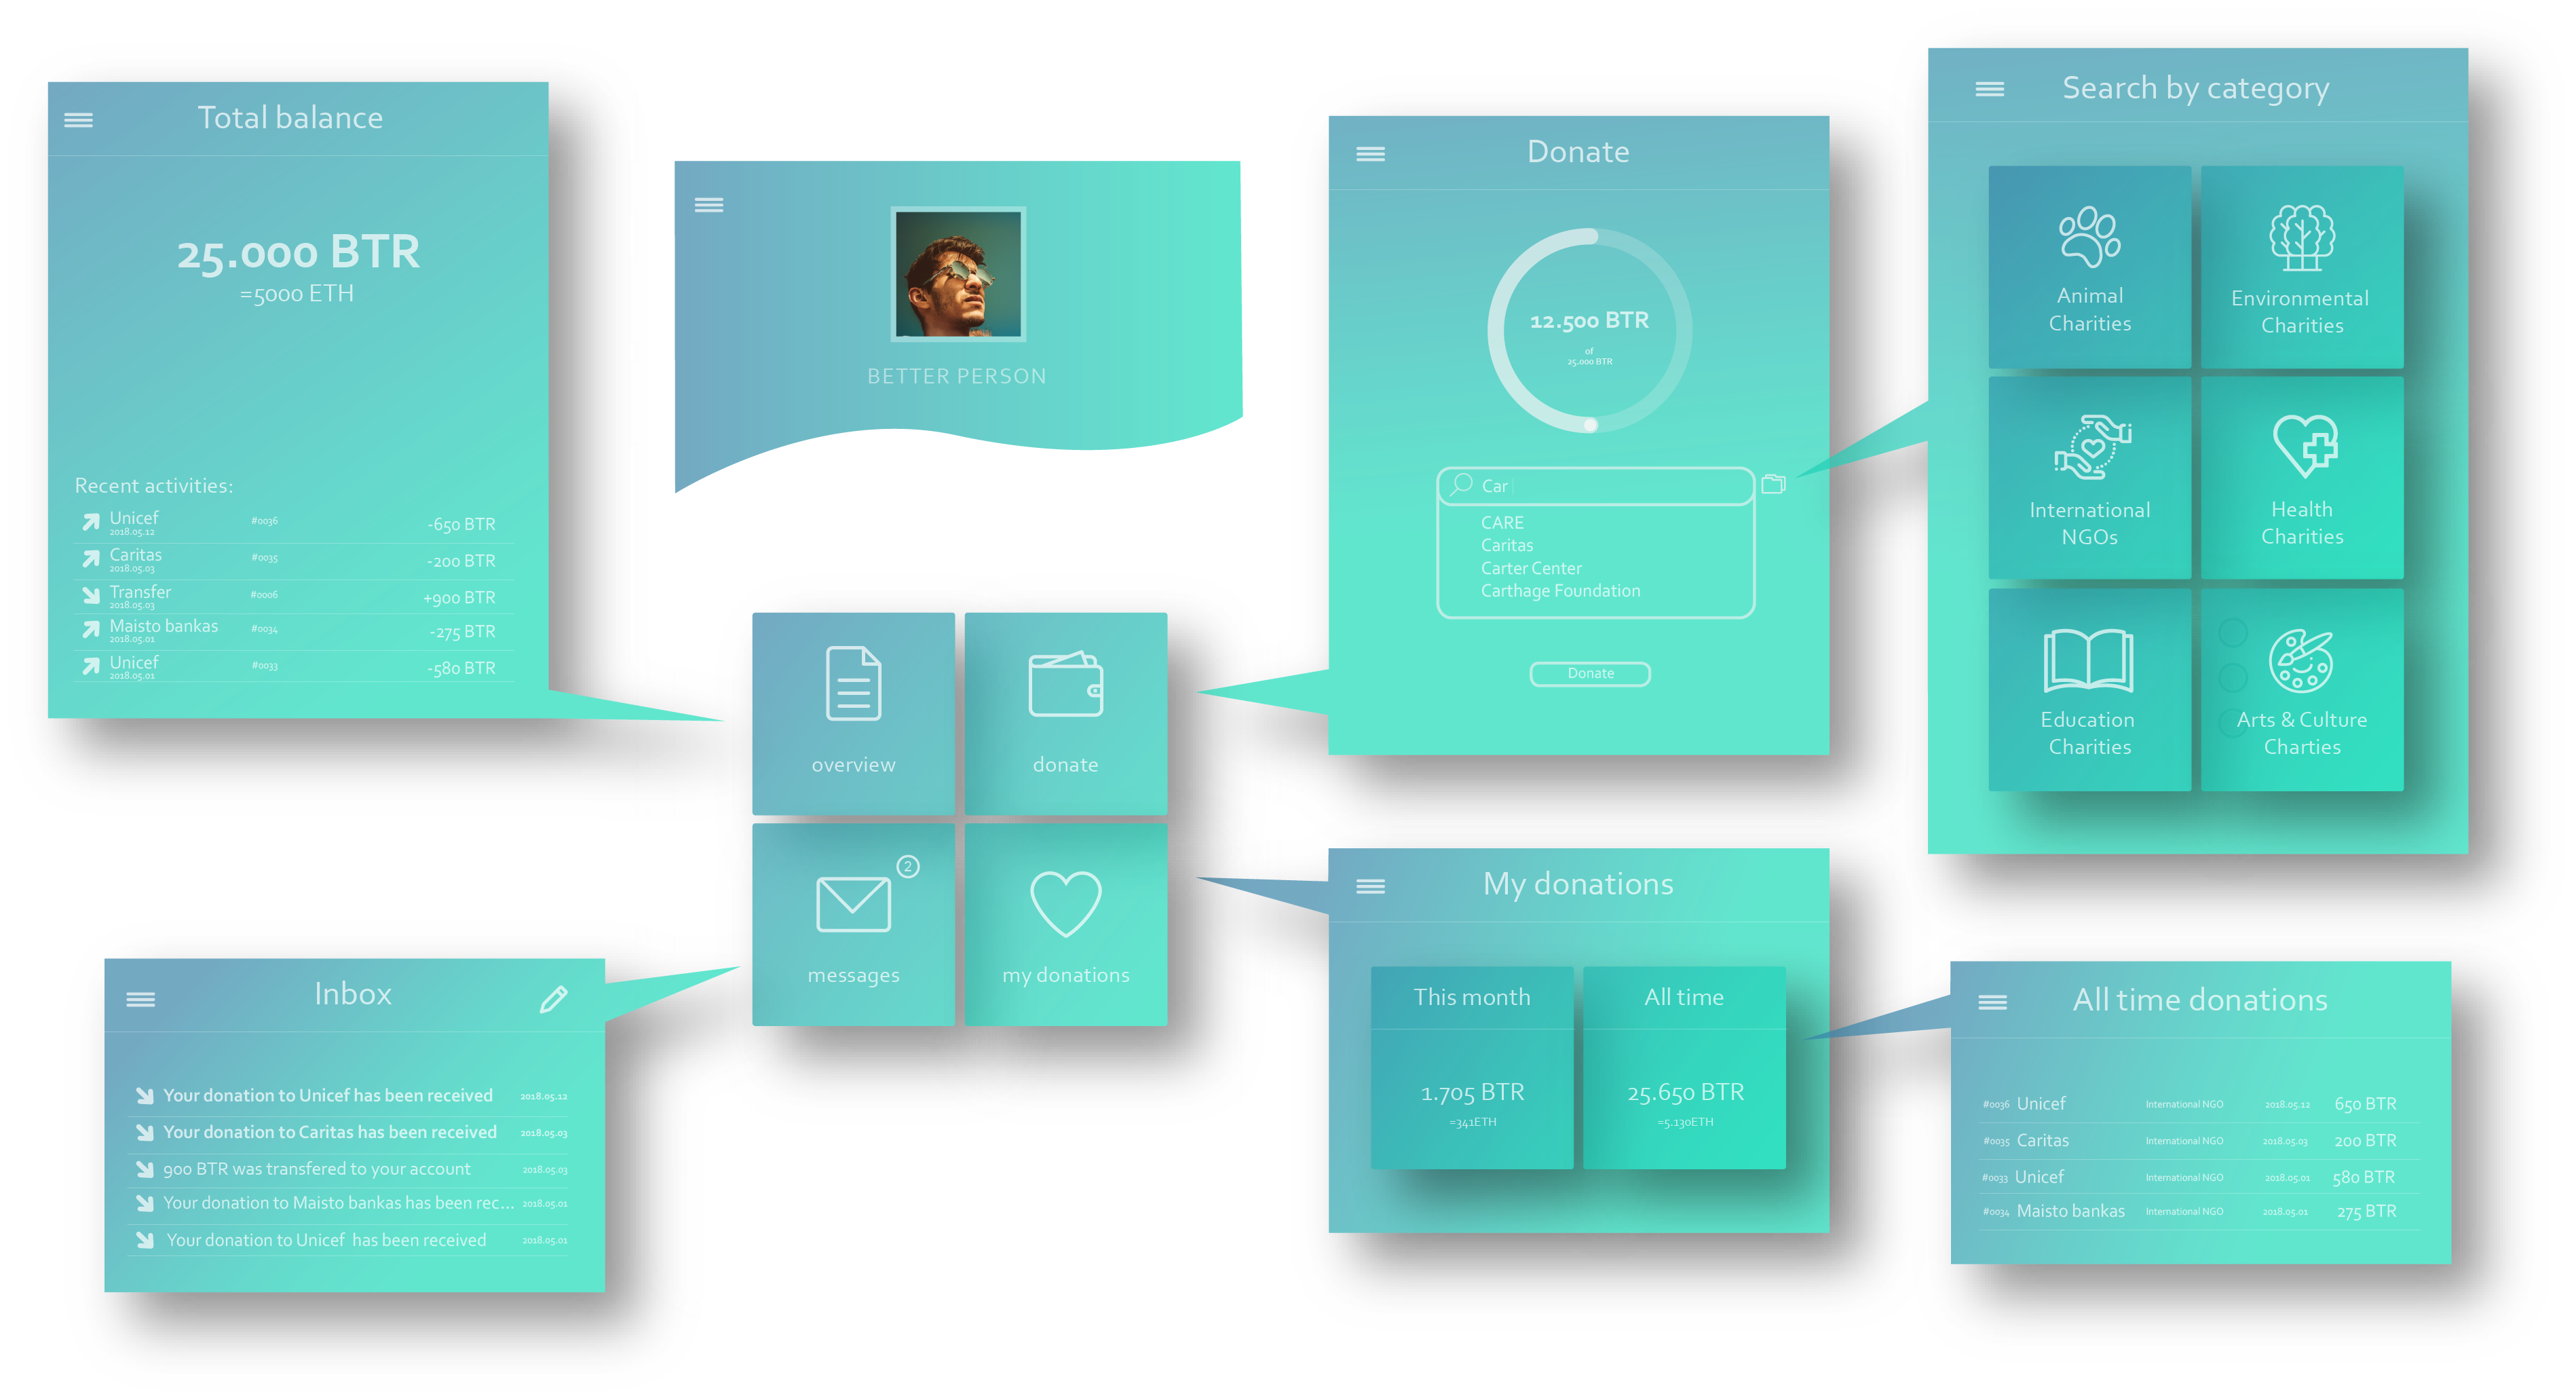 Total balance
25.000 BTR
=5000 ETH
Recent activities:
Unicef #0036 -650 BTR
2018.05.12
Caritas #0035 -200 BTR
2018.05.03
Transfer #0006 +900 BTR
2018.05.03
Maisto bankas #0034 -275 BTR
2018.05.01
Unicef #0033 -580 BTR
2018.05.01
BETTER PERSON
overview
donate
messages
2
my donations
Inbox
Your donation to Unicef has been received 2018.05.12
Your donation to Caritas has been received 2018.05.03
900 BTR was transfered to your account 2018.05.03
Your donation to Maisto bankas has been rec... 2018.05.01
Your donation to Unicef has been received 2018.05.01
Donate
12.500 BTR
of
25.000 BTR
Car
CARE
Caritas
Carter Center
Carthage Foundation
Donate
Search by category
Animal
Charities
Environmental
Charities
International
NGOs
Health
Charities
Education
Charities
Arts & Culture
Charties
My donations
This month
1.705 BTR
=341ETH
All time
25.650 BTR
=5.130ETH
All time donations
#0036 Unicef International NGO 2018.05.12 650 BTR
#0035 Caritas International NGO 2018.05.03 200 BTR
#0033 Unicef International NGO 2018.05.01 580 BTR
#0034 Maisto bankas International NGO 2018.05.01 275 BTR